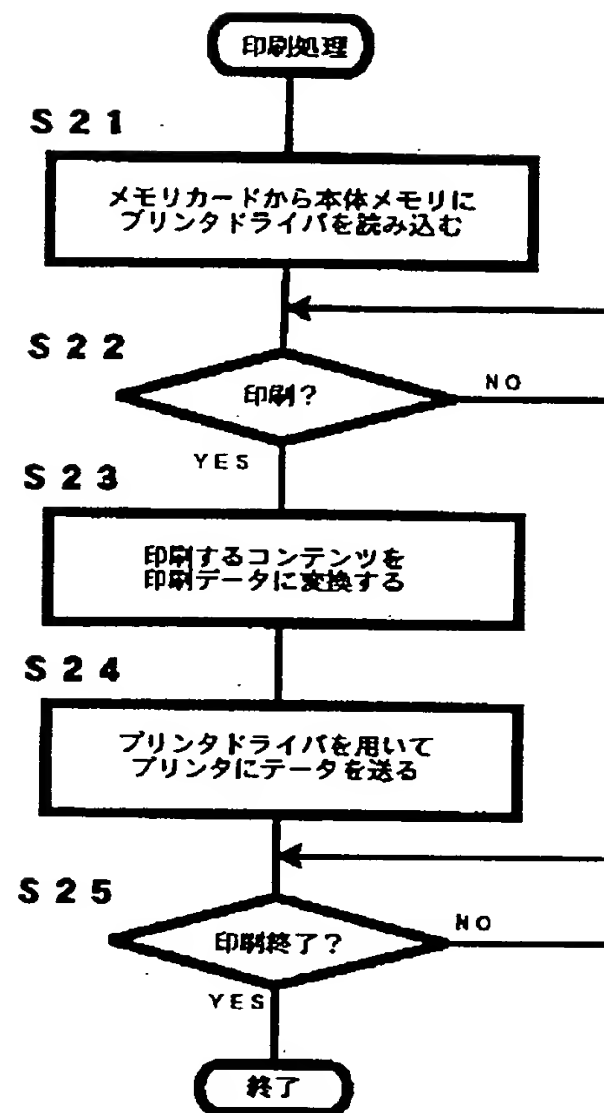 印刷処理
S21
メモリカードから本体メモリに
プリンタドライバを読み込む
S22
印刷?
NO
YES
S23
印刷するコンテンツを
印刷データに変換する
S24
プリンタドライバを用いて
プリンタにデータを送る
S25
印刷終了?
NO
YES
終了